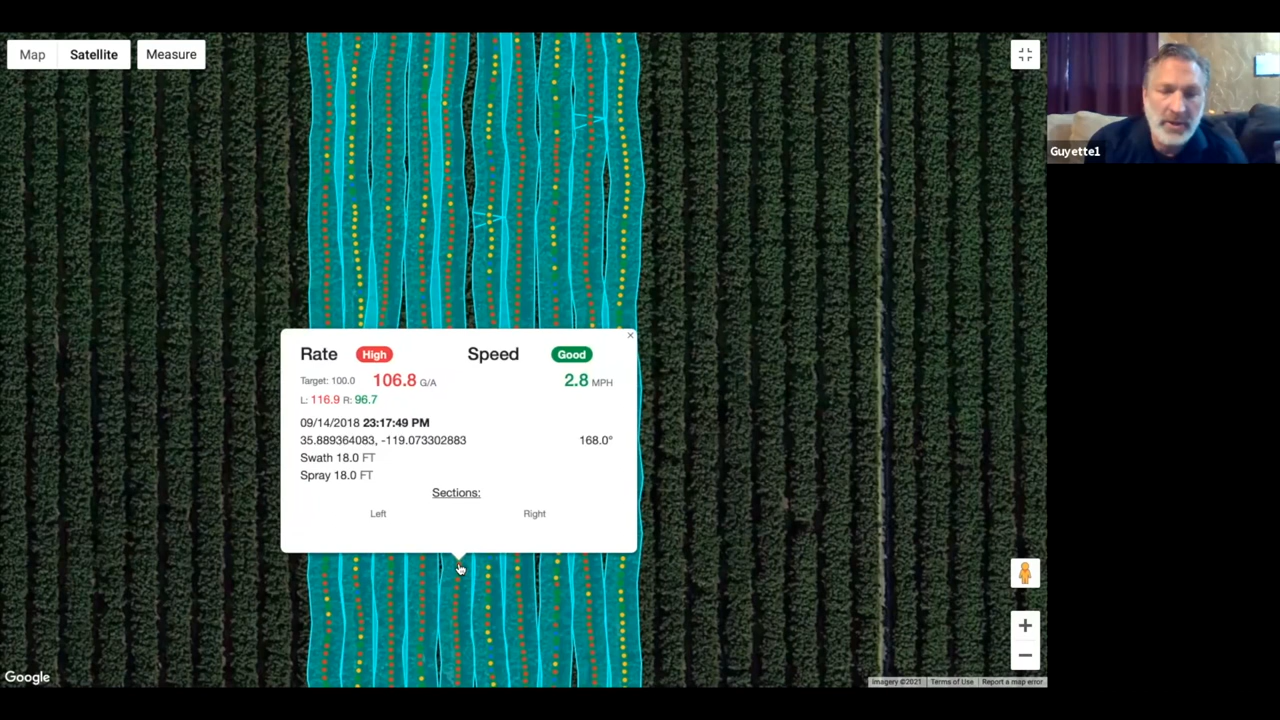 Map Satellite Measure
Guyette1
Rate High Speed Good
Target: 100.0 106.8 G/A 2.8 MPH
L: 116.9 R: 96.7
09/14/2018 23:17:49 PM
35.889364083, -119.073302883 168.0°
Swath 18.0 FT
Spray 18.0 FT
Sections:
Left Right
Google
Imagery ©2021 Terms of Use Report a map error